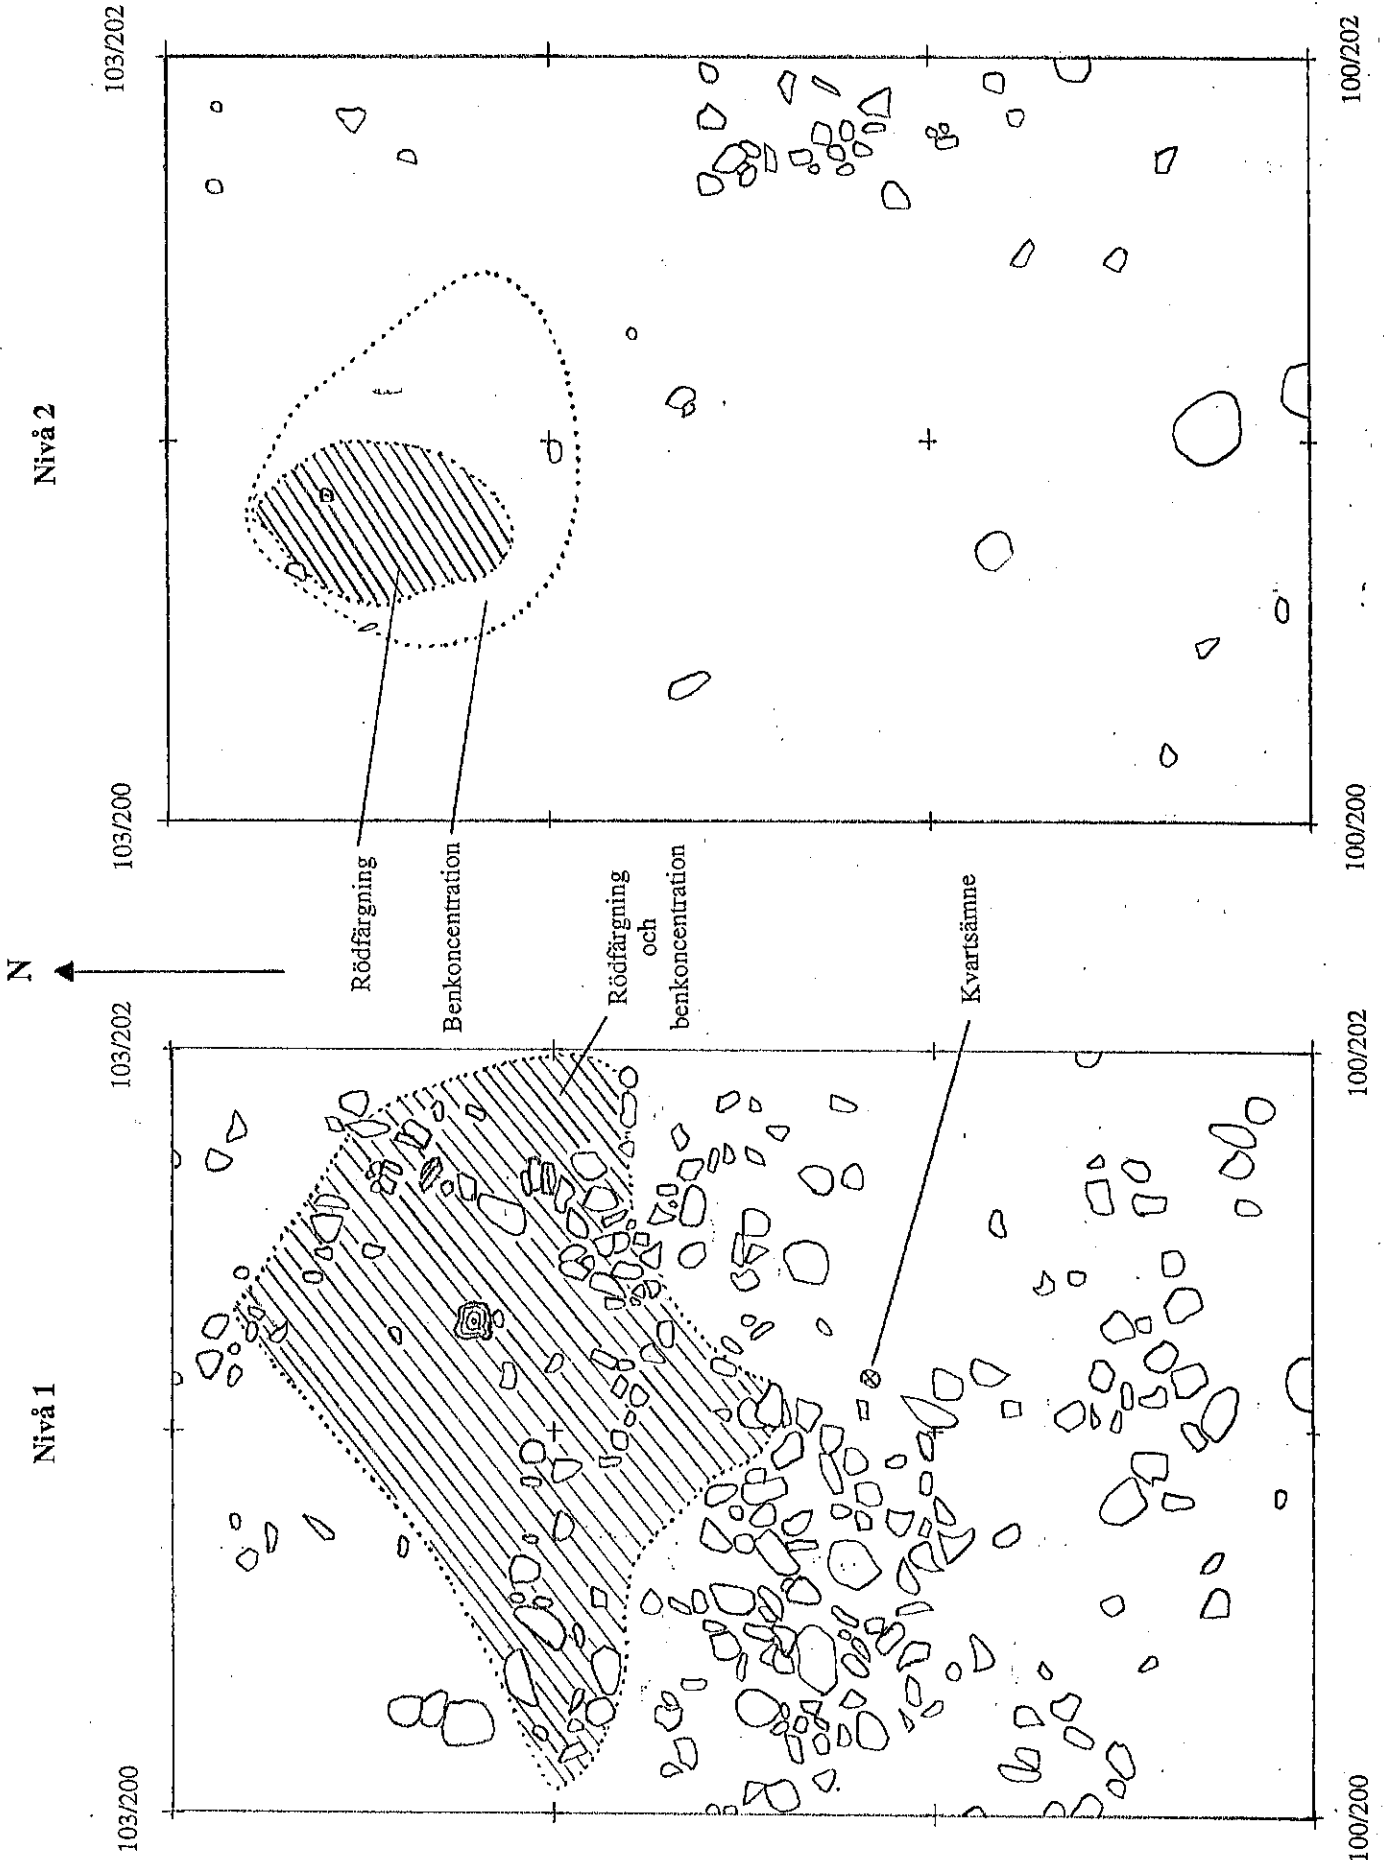 Nivå 1
Nivå 2
N
103/200
103/202
103/200
103/202
Rödfärgning
Benkoncentration
Rödfärgning
och
benkoncentration
Kvartsämne
100/200
100/202
100/200
100/202